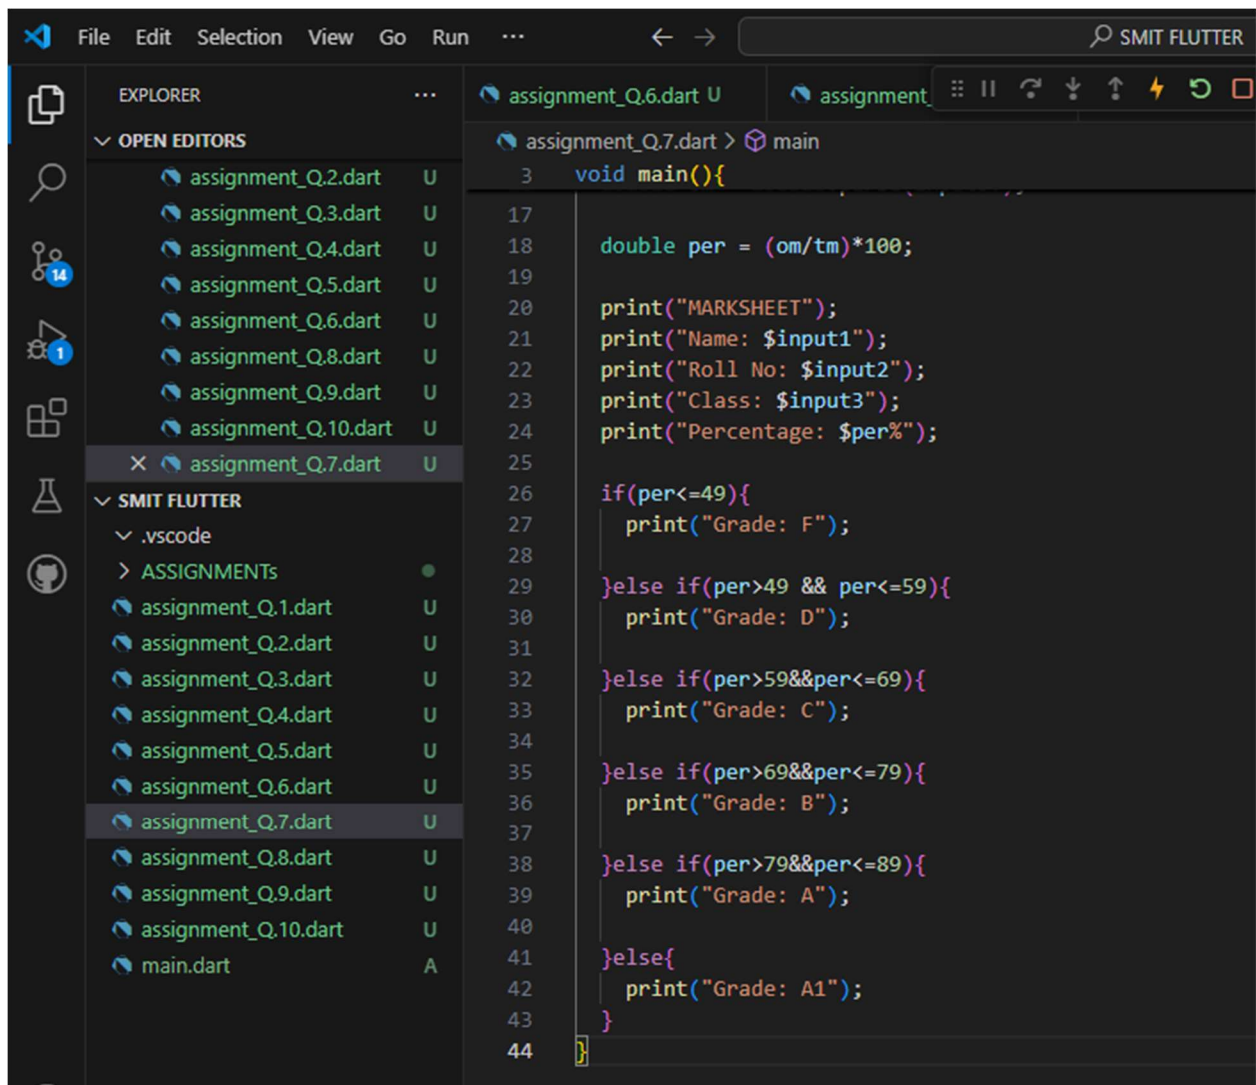 File Edit Selection View Go Run ··· ← → SMIT FLUTTER
EXPLORER ···
OPEN EDITORS
assignment_Q.2.dart U
assignment_Q.3.dart U
assignment_Q.4.dart U
assignment_Q.5.dart U
assignment_Q.6.dart U
assignment_Q.8.dart U
assignment_Q.9.dart U
assignment_Q.10.dart U
assignment_Q.7.dart U
SMIT FLUTTER
.vscode
ASSIGNMENTs
assignment_Q.1.dart U
assignment_Q.2.dart U
assignment_Q.3.dart U
assignment_Q.4.dart U
assignment_Q.5.dart U
assignment_Q.6.dart U
assignment_Q.7.dart U
assignment_Q.8.dart U
assignment_Q.9.dart U
assignment_Q.10.dart U
main.dart A
14
1
assignment_Q.6.dart U assignment_
assignment_Q.7.dart > main
3 void main(){
17
18 double per = (om/tm)*100;
19
20 print("MARKSHEET");
21 print("Name: $input1");
22 print("Roll No: $input2");
23 print("Class: $input3");
24 print("Percentage: $per%");
25
26 if(per<=49){
27 print("Grade: F");
28
29 }else if(per>49 && per<=59){
30 print("Grade: D");
31
32 }else if(per>59&&per<=69){
33 print("Grade: C");
34
35 }else if(per>69&&per<=79){
36 print("Grade: B");
37
38 }else if(per>79&&per<=89){
39 print("Grade: A");
40
41 }else{
42 print("Grade: A1");
43 }
44 }